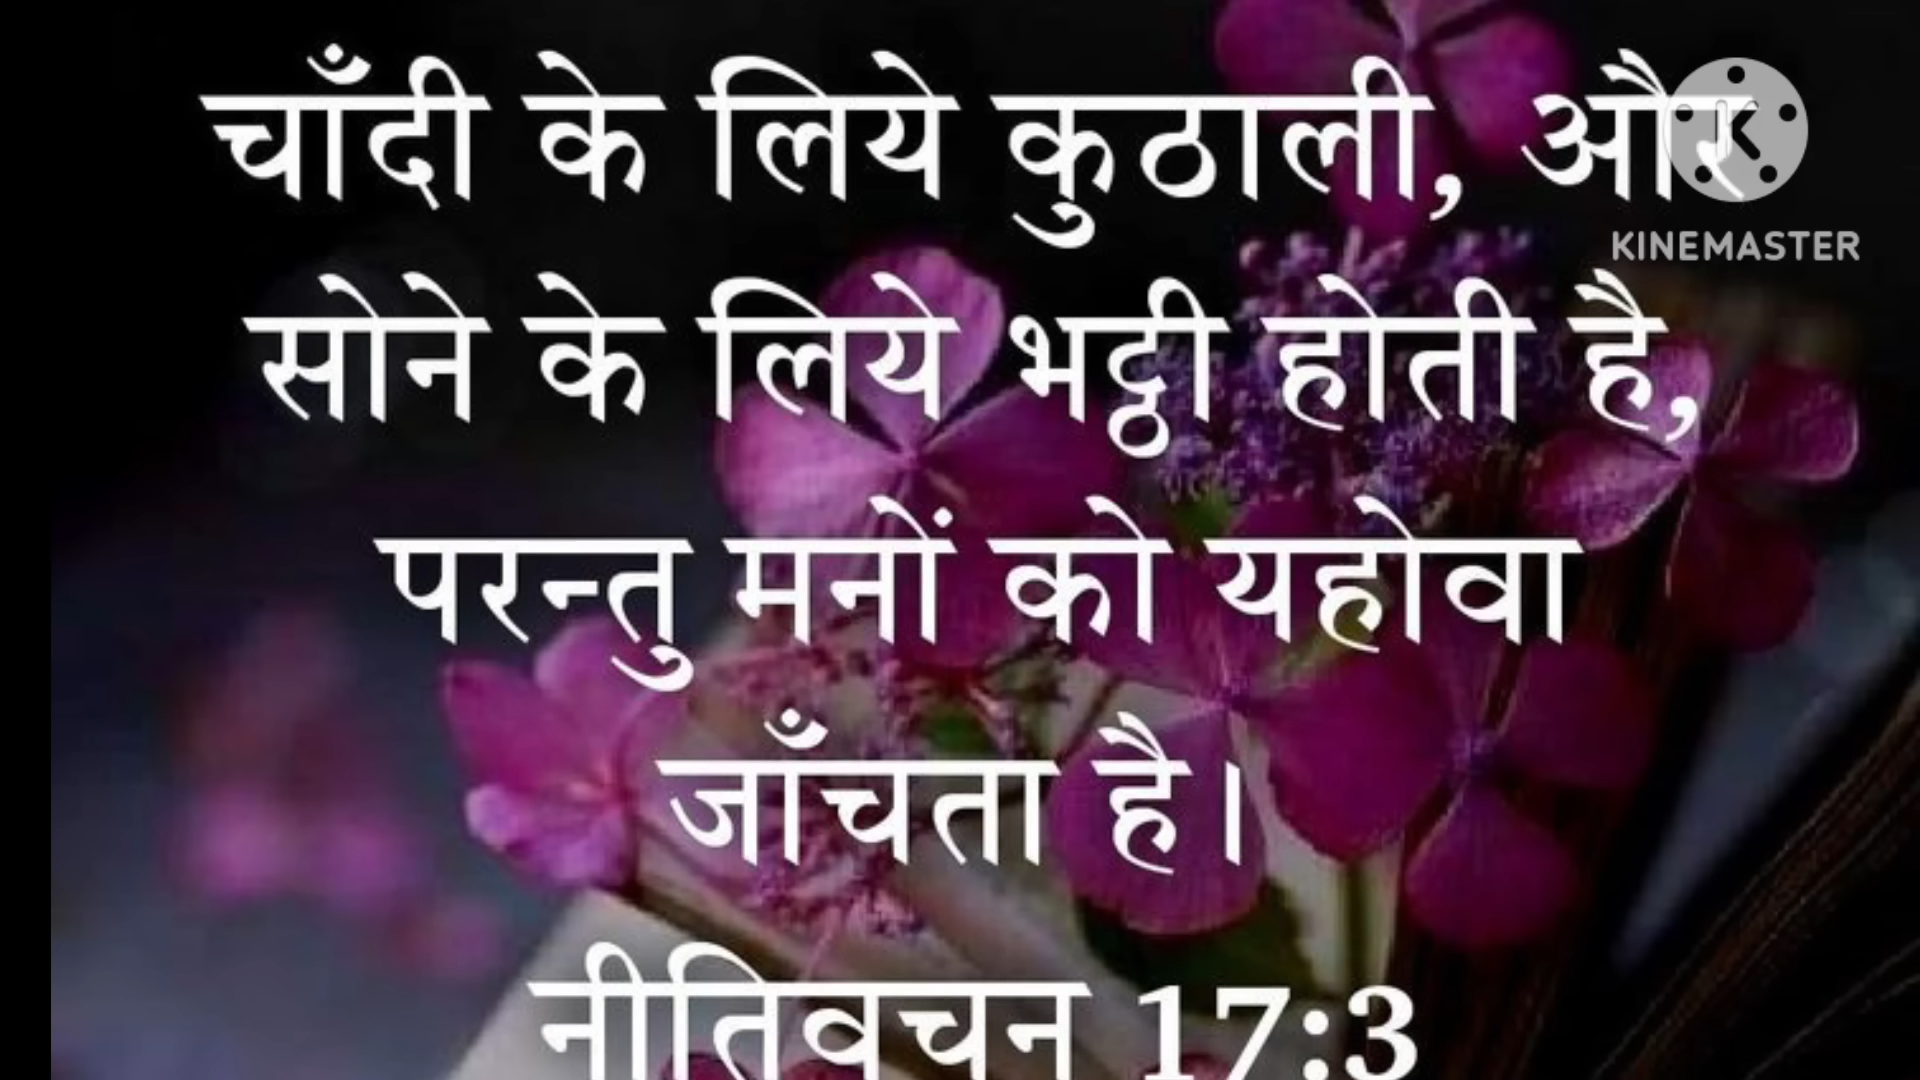 चाँदी के लिये कुठाली, और
KINEMASTER
सोने के लिये भट्ठी होती है,
परन्तु मनों को यहोवा
जाँचता है।
नीतिवचन 17:3